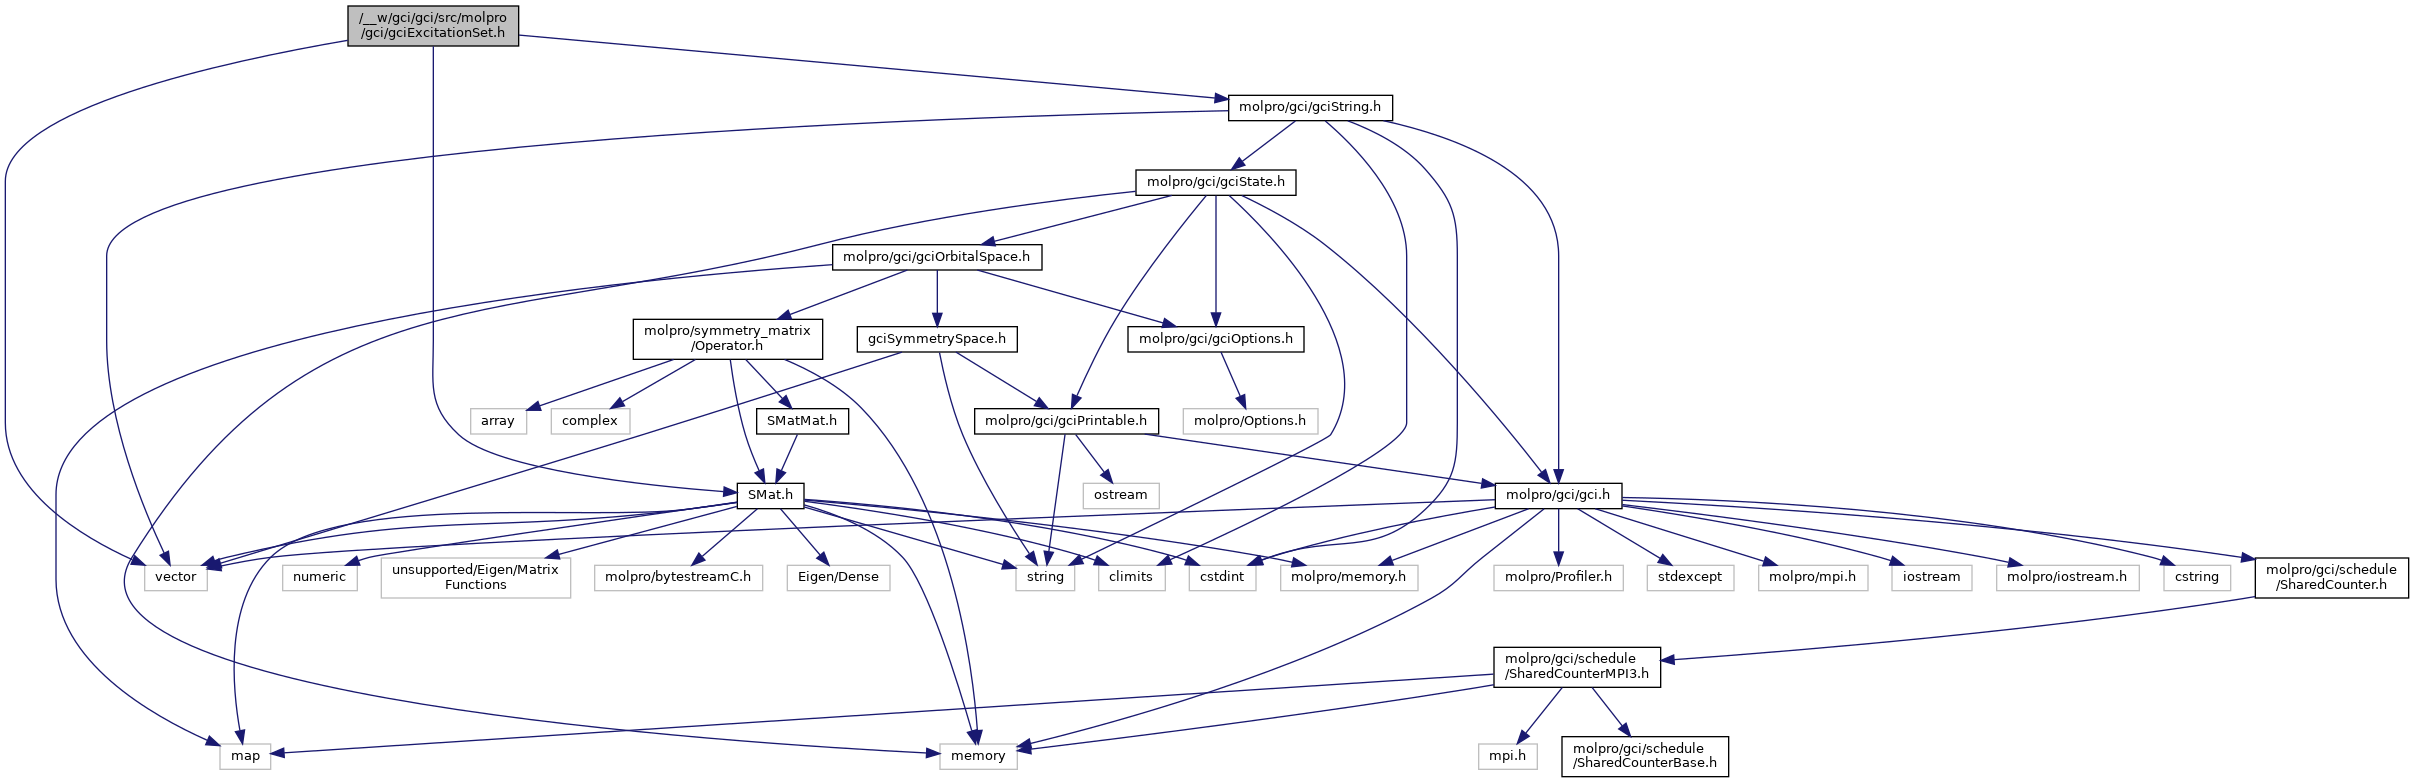 /__w/gci/gci/src/molpro
/gci/gciExcitationSet.h
molpro/gci/gciString.h
molpro/gci/gciState.h
molpro/gci/gciOrbitalSpace.h
molpro/symmetry_matrix
/Operator.h
gciSymmetrySpace.h
molpro/gci/gciOptions.h
array
complex
SMatMat.h
molpro/gci/gciPrintable.h
molpro/Options.h
SMat.h
ostream
molpro/gci/gci.h
vector
numeric
unsupported/Eigen/Matrix
Functions
molpro/bytestreamC.h
Eigen/Dense
string
climits
cstdint
molpro/memory.h
molpro/Profiler.h
stdexcept
molpro/mpi.h
iostream
molpro/iostream.h
cstring
molpro/gci/schedule
/SharedCounter.h
molpro/gci/schedule
/SharedCounterMPI3.h
map
memory
mpi.h
molpro/gci/schedule
/SharedCounterBase.h